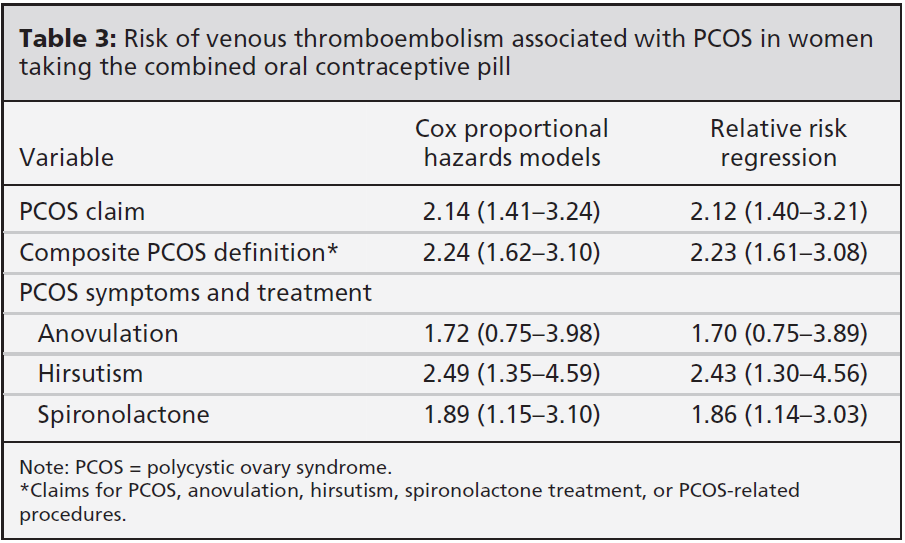 Table 3: Risk of venous thromboembolism associated with PCOS in women
taking the combined oral contraceptive pill
Variable
Cox proportional
hazards models
Relative risk
regression
PCOS claim 2.14 (1.41–3.24) 2.12 (1.40–3.21)
Composite PCOS definition* 2.24 (1.62–3.10) 2.23 (1.61–3.08)
PCOS symptoms and treatment
Anovulation 1.72 (0.75–3.98) 1.70 (0.75–3.89)
Hirsutism 2.49 (1.35–4.59) 2.43 (1.30–4.56)
Spironolactone 1.89 (1.15–3.10) 1.86 (1.14–3.03)
Note: PCOS = polycystic ovary syndrome.
*Claims for PCOS, anovulation, hirsutism, spironolactone treatment, or PCOS-related
procedures.